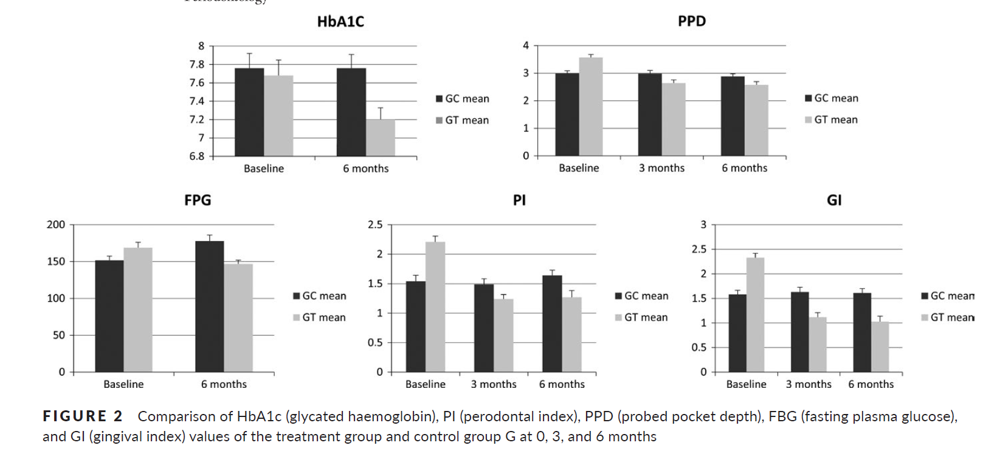 Periodontology
HbA1C
8
7.8
7.6
7.4
7.2
7
6.8
Baseline
6 months
GC mean
GT mean
PPD
4
3
2
1
0
Baseline
3 months
6 months
GC mean
GT mean
FPG
200
150
100
50
0
Baseline
6 months
GC mean
GT mean
PI
2.5
2
1.5
1
0.5
0
Baseline
3 months
6 months
GC mean
GT mean
GI
3
2.5
2
1.5
1
0.5
0
Baseline
3 months
6 months
GC mean
GT mean
FIGURE 2 Comparison of HbA1c (glycated haemoglobin), PI (perodontal index), PPD (probed pocket depth), FBG (fasting plasma glucose),
and GI (gingival index) values of the treatment group and control group G at 0, 3, and 6 months